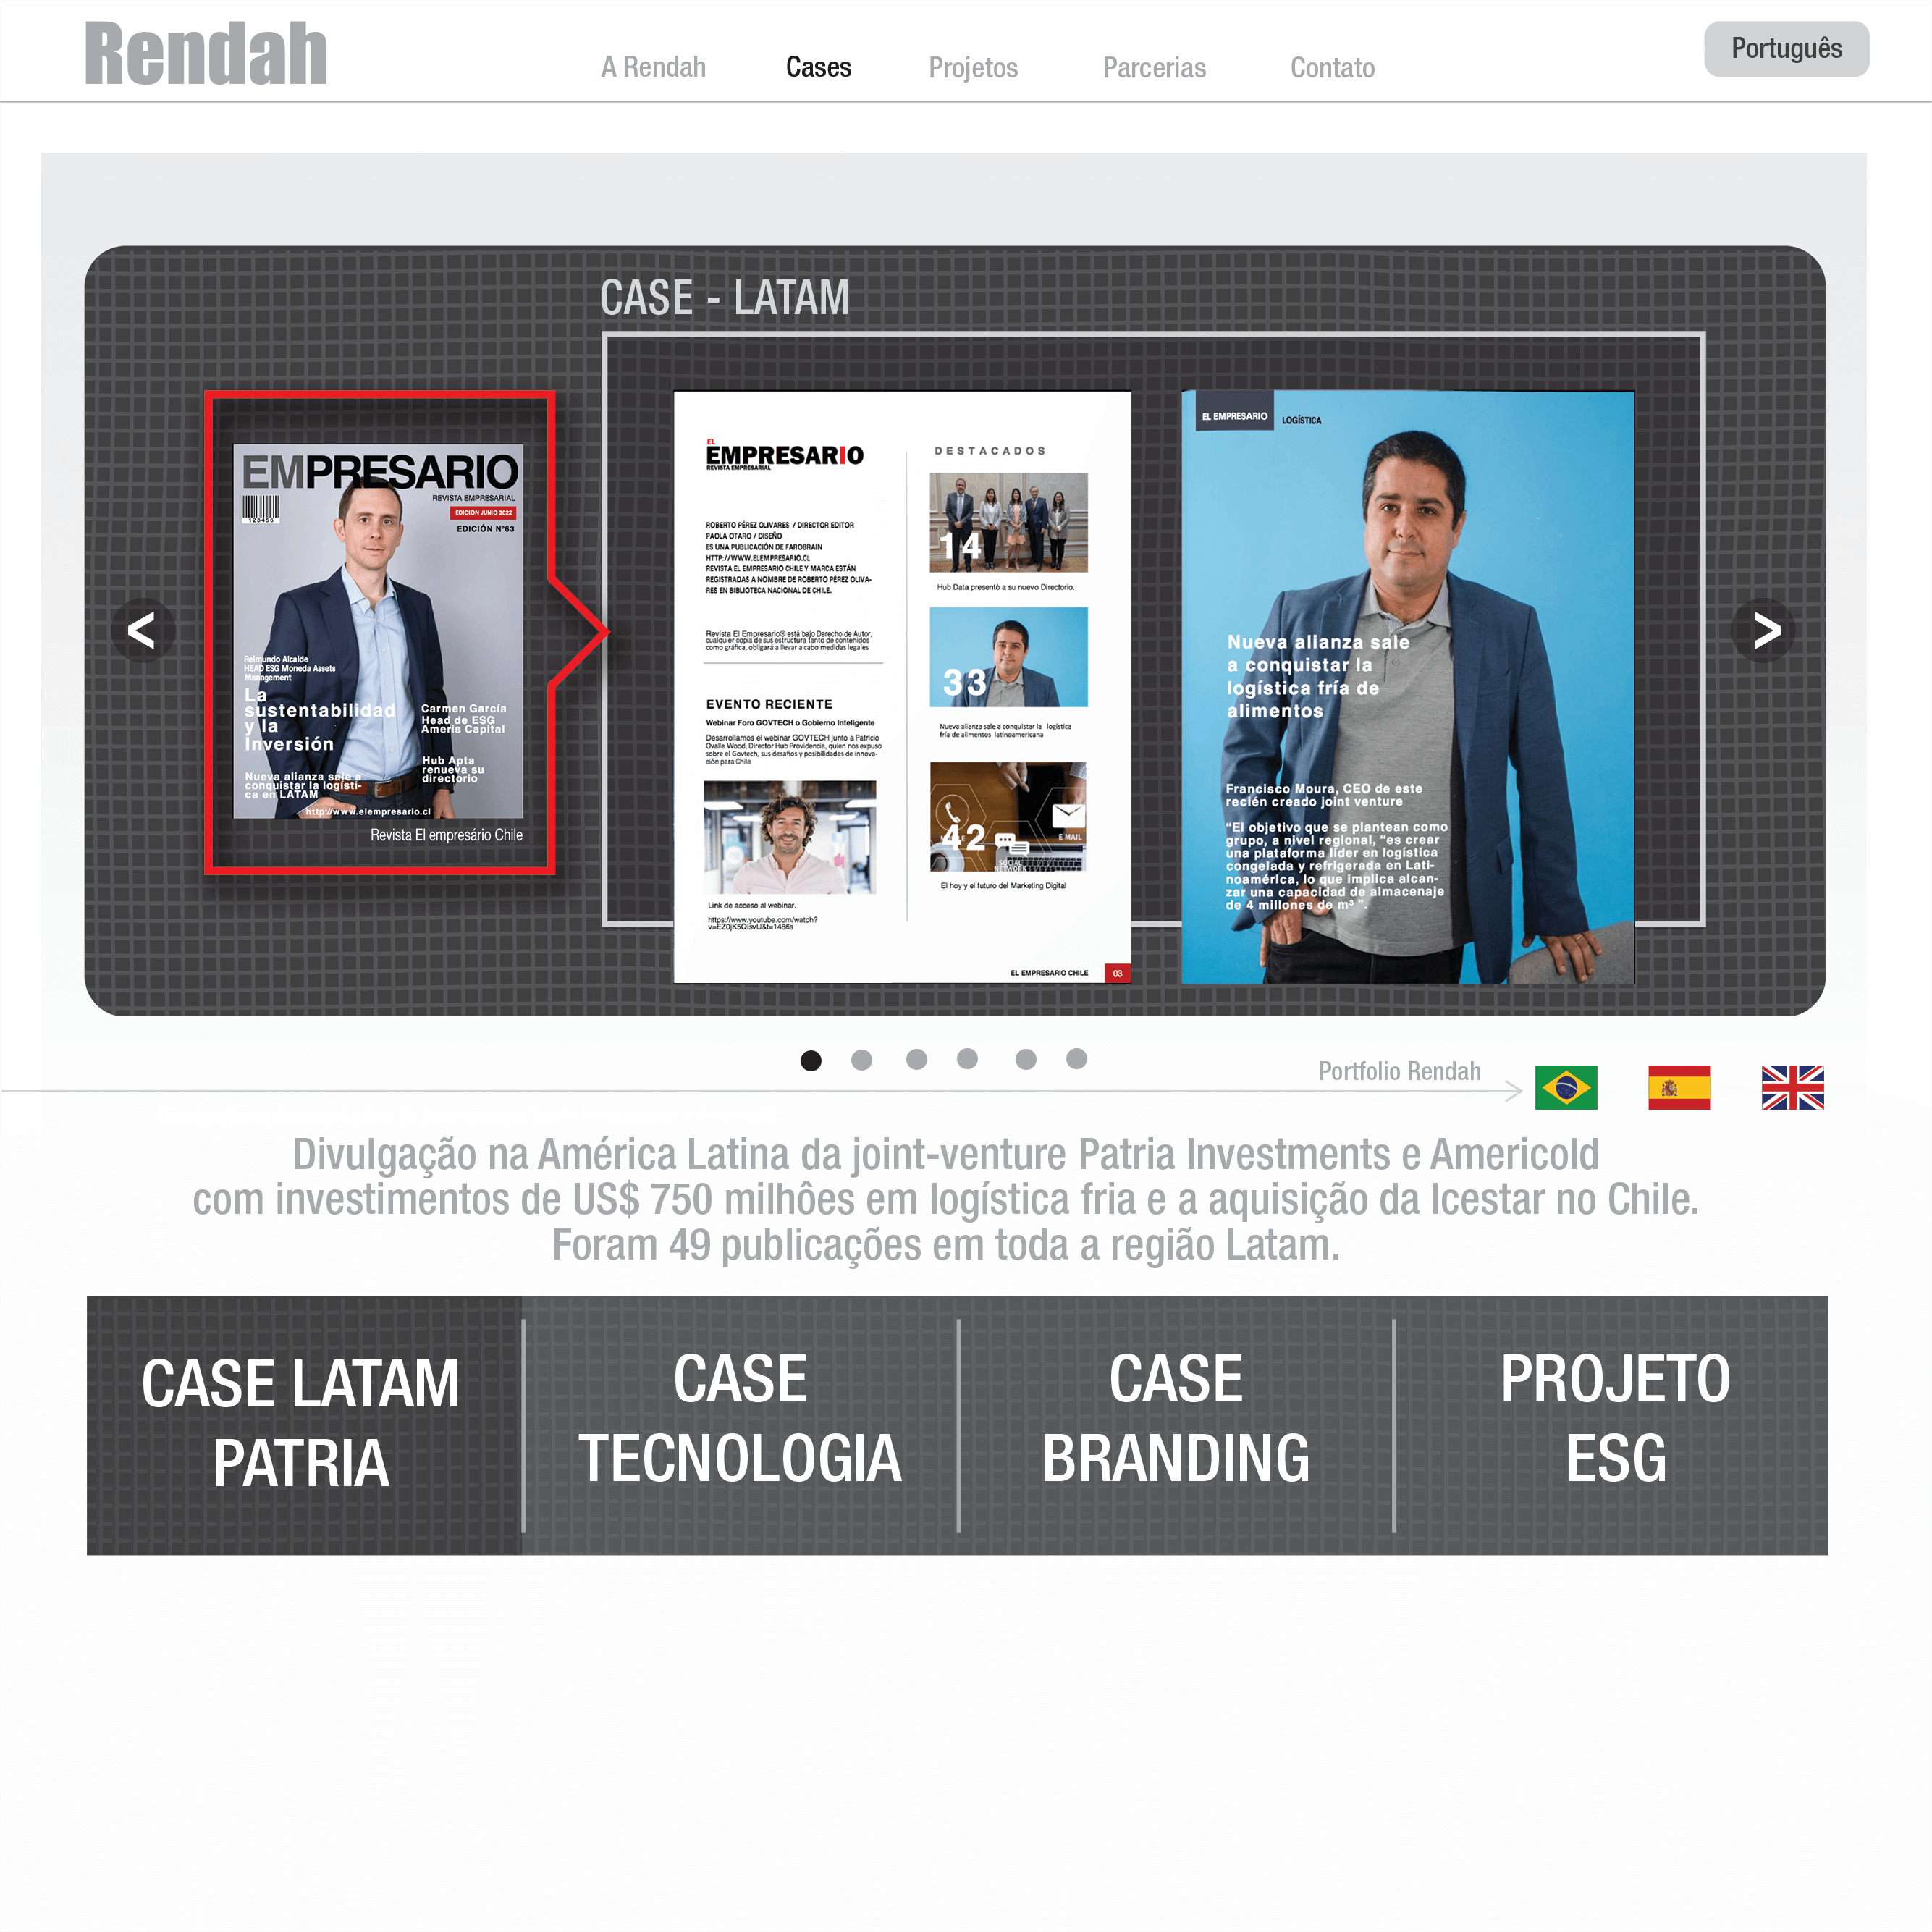 Rendah
A Rendah
Cases
Projetos
Parcerias
Contato
Português
CASE - LATAM
EMPRESARIO
REVISTA EMPRESARIAL
EDICION JUNIO 2022
EDICIÓN Nº63
123456
Reimundo Alcalde
HEAD ESG Moneda Assets
Management
La
sustentabilidad
y la
Inversión
Nueva alianza sale a
conquistar la logísti-
ca en LATAM
Carmen García
Head de ESG
Ameris Capital
Hub Apta
renueva su
directorio
http://www.elempresario.cl
Revista El empresário Chile
<
EL
EMPRESARIO
REVISTA EMPRESARIAL
ROBERTO PÉREZ OLIVARES / DIRECTOR EDITOR
PAOLA OTARO / DISEÑO
ES UNA PUBLICACIÓN DE FAROBRAIN
HTTP://WWW.ELEMPRESARIO.CL
REVISTA EL EMPRESARIO CHILE Y MARCA ESTÁN
REGISTRADAS A NOMBRE DE ROBERTO PÉREZ OLIVA-
RES EN BIBLIOTECA NACIONAL DE CHILE.
Revista El Empresario® está bajo Derecho de Autor,
cualquier copia de sus estructura tanto de contenidos
como gráfica, obligará a llevar a cabo medidas legales
EVENTO RECIENTE
Webinar Foro GOVTECH o Gobierno Inteligente
Desarrollamos el webinar GOVTECH junto a Patricio
Ovalle Wood, Director Hub Providencia, quien nos expuso
sobre el Govtech, sus desafíos y posibilidades de innova-
ción para Chile
Link de acceso al webinar.
https://www.youtube.com/watch?
v=EZ0jK5QIsvU&t=1486s
DESTACADOS
14
Hub Data presentó a su nuevo Directorio.
33
Nueva alianza sale a conquistar la logística
fría de alimentos latinoamericana
42
E MAIL
SOCIAL
NETWORK
El hoy y el futuro del Marketing Digital
EL EMPRESARIO CHILE
03
EL EMPRESARIO
LOGÍSTICA
Nueva alianza sale
a conquistar la
logística fría de
alimentos
Francisco Moura, CEO de este
recién creado joint venture
“El objetivo que se plantean como
grupo, a nivel regional, “es crear
una plataforma líder en logística
congelada y refrigerada en Lati-
noamérica, lo que implica alcan-
zar una capacidad de almacenaje
de 4 millones de m³ ”.
>
Portfolio Rendah
Divulgação na América Latina da joint-venture Patria Investments e Americold
com investimentos de US$ 750 milhôes em logística fria e a aquisição da Icestar no Chile.
Foram 49 publicações em toda a região Latam.
CASE LATAM
PATRIA
CASE
TECNOLOGIA
CASE
BRANDING
PROJETO
ESG